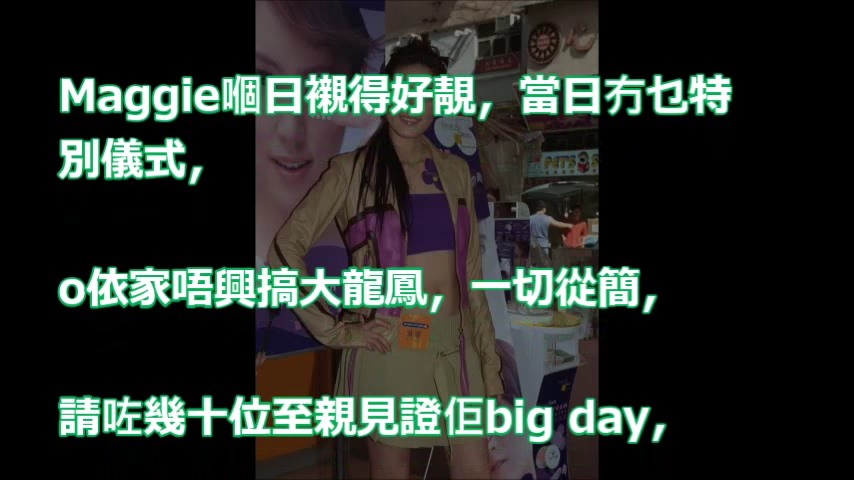 Maggie嗰日襯得好靚，當日冇乜特
別儀式，
o依家唔興搞大龍鳳，一切從簡，
請咗幾十位至親見證佢big day，